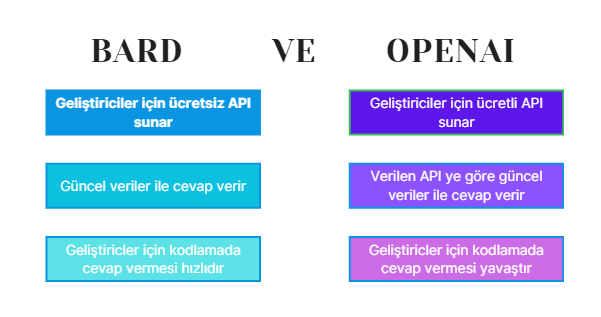 BARD VE OPENAI
Geliştiriciler için ücretsiz API
sunar
Geliştiriciler için ücretli API
sunar
Güncel veriler ile cevap verir
Verilen API ye göre güncel
veriler ile cevap verir
Geliştiriciler için kodlamada
cevap vermesi hızlıdır
Geliştiricler için kodlamada
cevap vermesi yavaştır